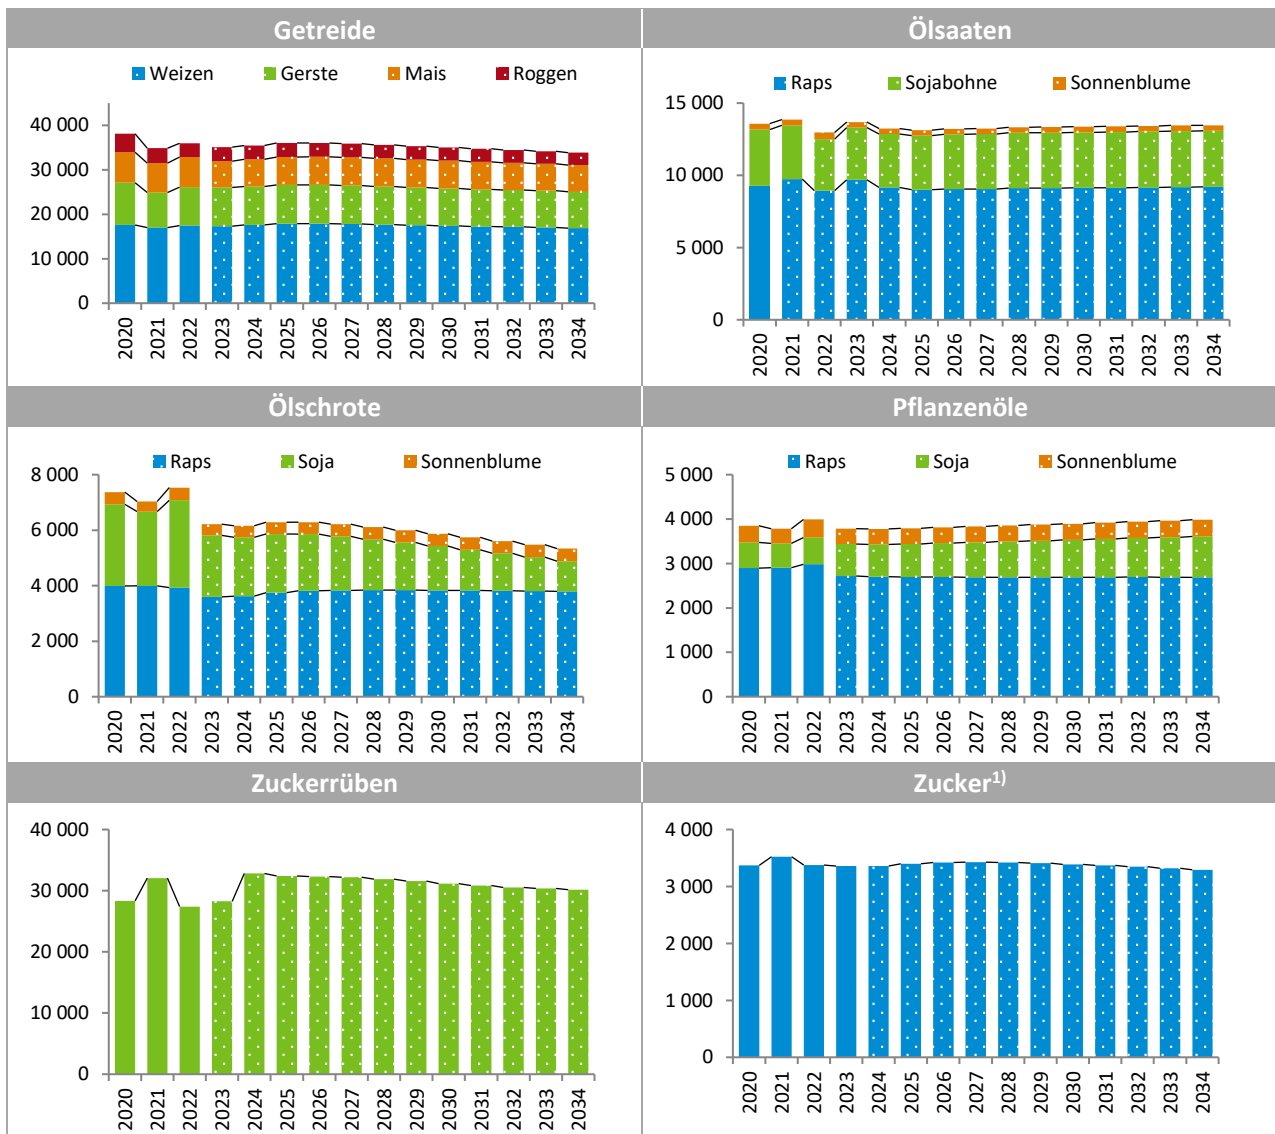 Getreide
Weizen Gerste Mais Roggen
40 000
30 000
20 000
10 000
0
2020 2021 2022 2023 2024 2025 2026 2027 2028 2029 2030 2031 2032 2033 2034
Ölsaaten
Raps Sojabohne Sonnenblume
15 000
10 000
5 000
0
2020 2021 2022 2023 2024 2025 2026 2027 2028 2029 2030 2031 2032 2033 2034
Ölschrote
Raps Soja Sonnenblume
8 000
6 000
4 000
2 000
0
2020 2021 2022 2023 2024 2025 2026 2027 2028 2029 2030 2031 2032 2033 2034
Pflanzenöle
Raps Soja Sonnenblume
5 000
4 000
3 000
2 000
1 000
0
2020 2021 2022 2023 2024 2025 2026 2027 2028 2029 2030 2031 2032 2033 2034
Zuckerrüben
40 000
30 000
20 000
10 000
0
2020 2021 2022 2023 2024 2025 2026 2027 2028 2029 2030 2031 2032 2033 2034
Zucker¹⁾
4 000
3 000
2 000
1 000
0
2020 2021 2022 2023 2024 2025 2026 2027 2028 2029 2030 2031 2032 2033 2034